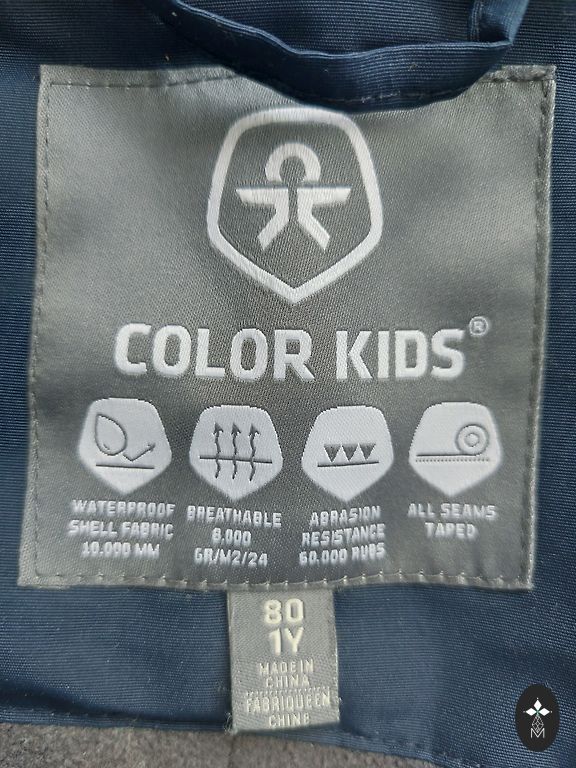 COLOR KIDS®
WATERPROOF
SHELL FABRIC
10.000 MM
BREATHABLE
8.000
GR/M2/24
ABRASION
RESISTANCE
60.000 RUBS
ALL SEAMS
TAPED
80
1Y
MADE IN
CHINA
FABRIQUE EN
CHINE
M